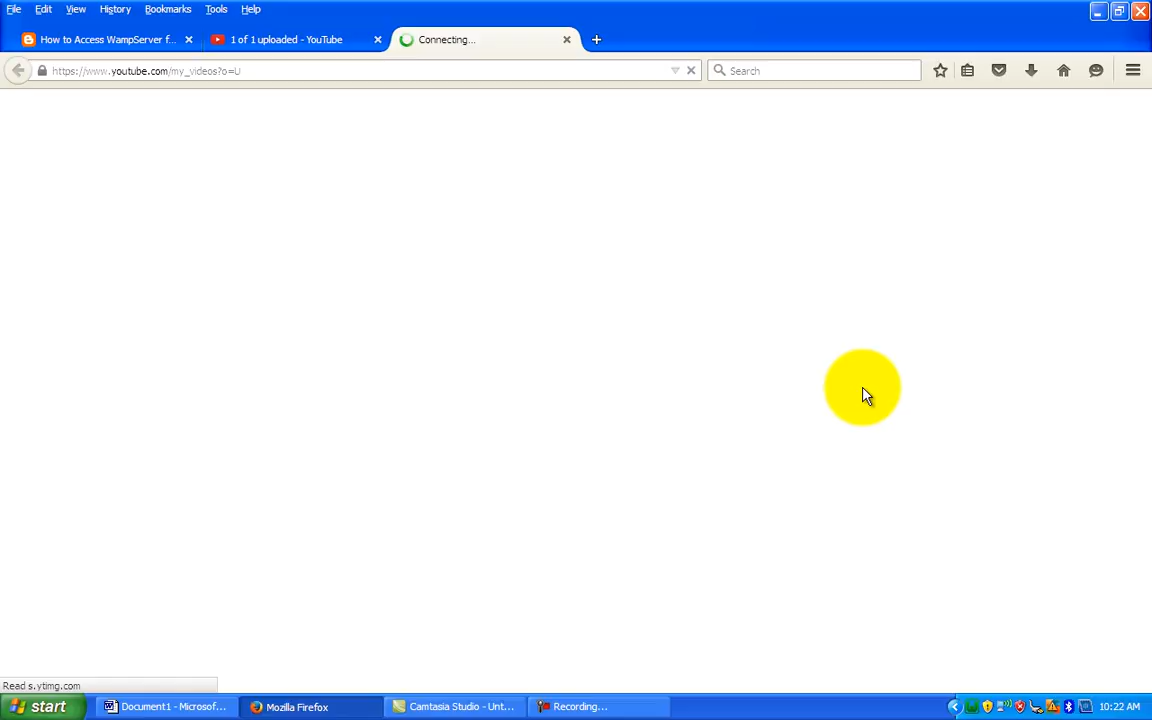 File Edit View History Bookmarks Tools Help
How to Access WampServer f... 1 of 1 uploaded - YouTube Connecting...
https://www.youtube.com/my_videos?o=U Search
Read s.ytimg.com
start Document1 - Microsof... Mozilla Firefox Camtasia Studio - Unt... Recording... 10:22 AM